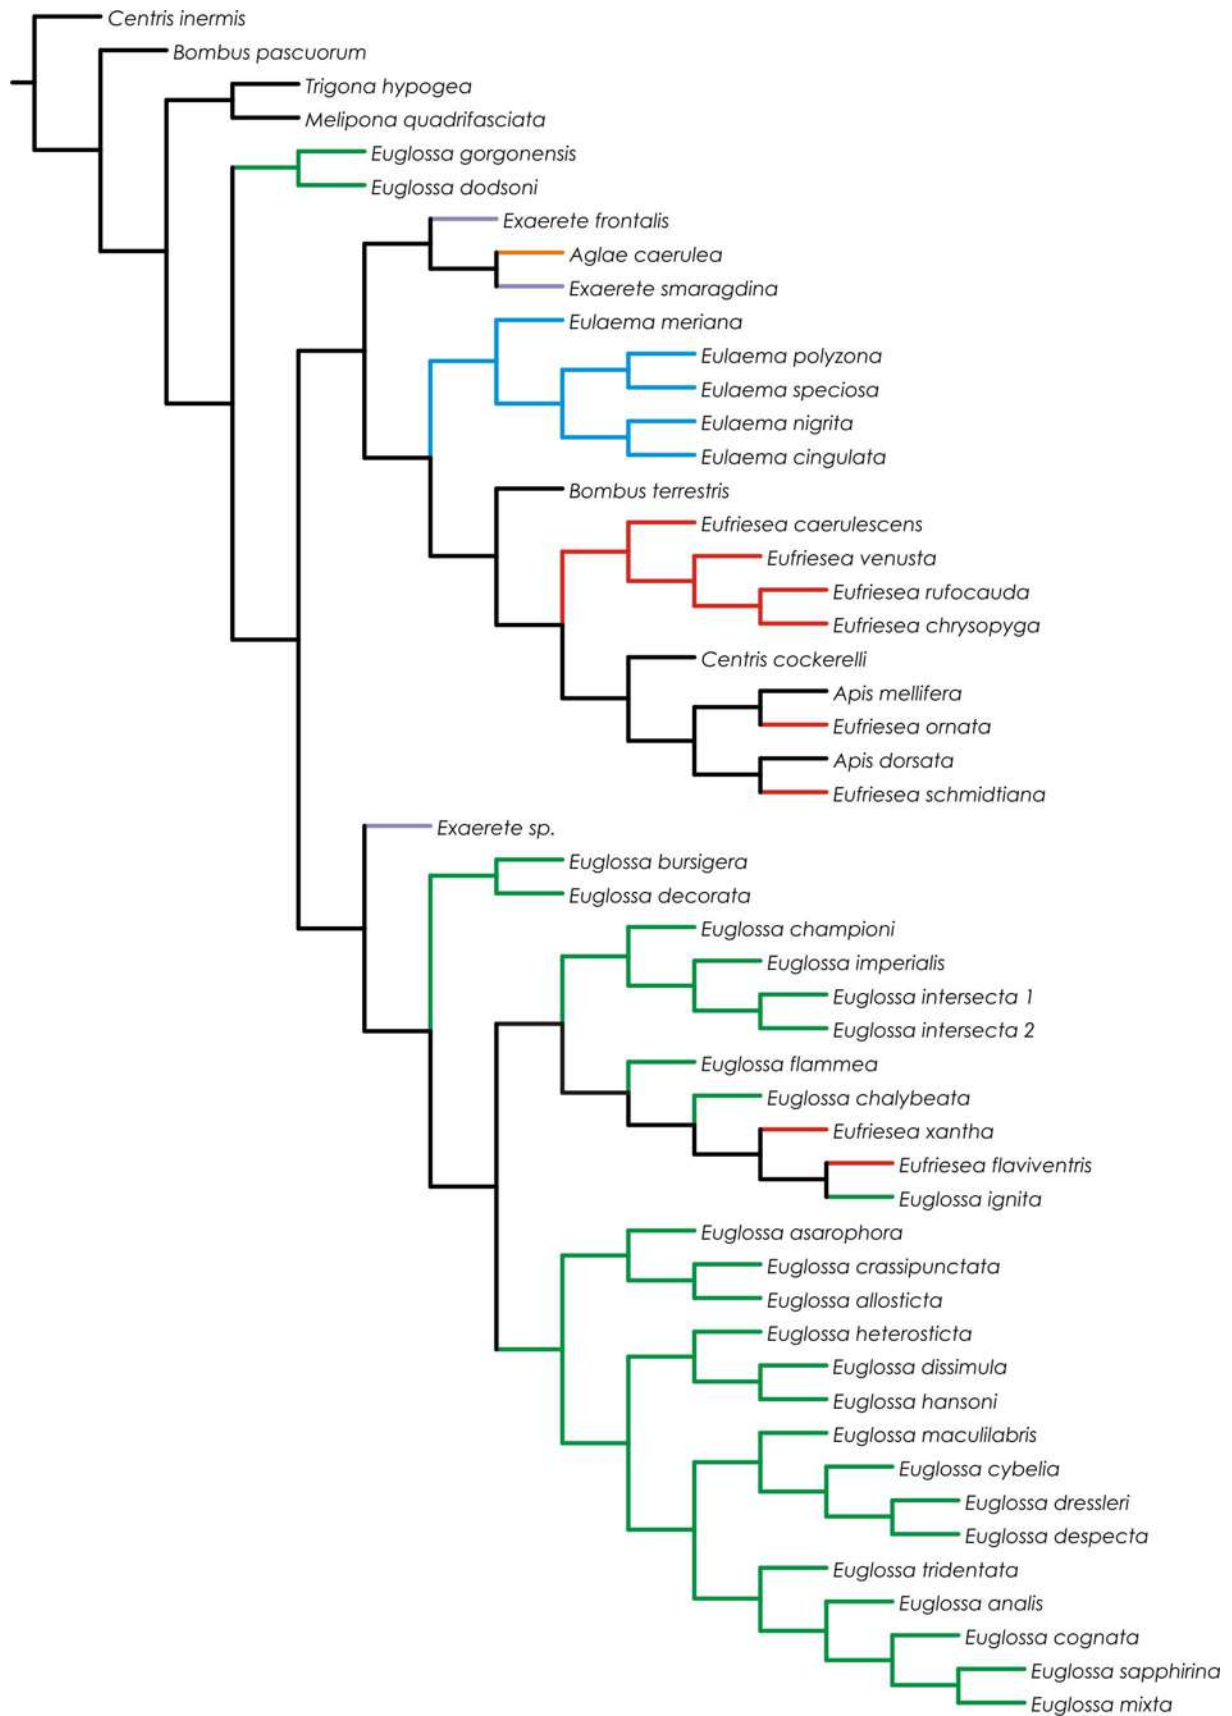 Centris inermis
Bombus pascuorum
Trigona hypogea
Melipona quadrifasciata
Euglossa gorgonensis
Euglossa dodsoni
Exaerete frontalis
Aglae caerulea
Exaerete smaragdina
Eulaema meriana
Eulaema polyzona
Eulaema speciosa
Eulaema nigrita
Eulaema cingulata
Bombus terrestris
Eufriesea caerulescens
Eufriesea venusta
Eufriesea rufocauda
Eufriesea chrysopyga
Centris cockerelli
Apis mellifera
Eufriesea ornata
Apis dorsata
Eufriesea schmidtiana
Exaerete sp.
Euglossa bursigera
Euglossa decorata
Euglossa championi
Euglossa imperialis
Euglossa intersecta 1
Euglossa intersecta 2
Euglossa flammea
Euglossa chalybeata
Eufriesea xantha
Eufriesea flaviventris
Euglossa ignita
Euglossa asarophora
Euglossa crassipunctata
Euglossa allosticta
Euglossa heterosticta
Euglossa dissimula
Euglossa hansoni
Euglossa maculilabris
Euglossa cybelia
Euglossa dressleri
Euglossa despecta
Euglossa tridentata
Euglossa analis
Euglossa cognata
Euglossa sapphirina
Euglossa mixta